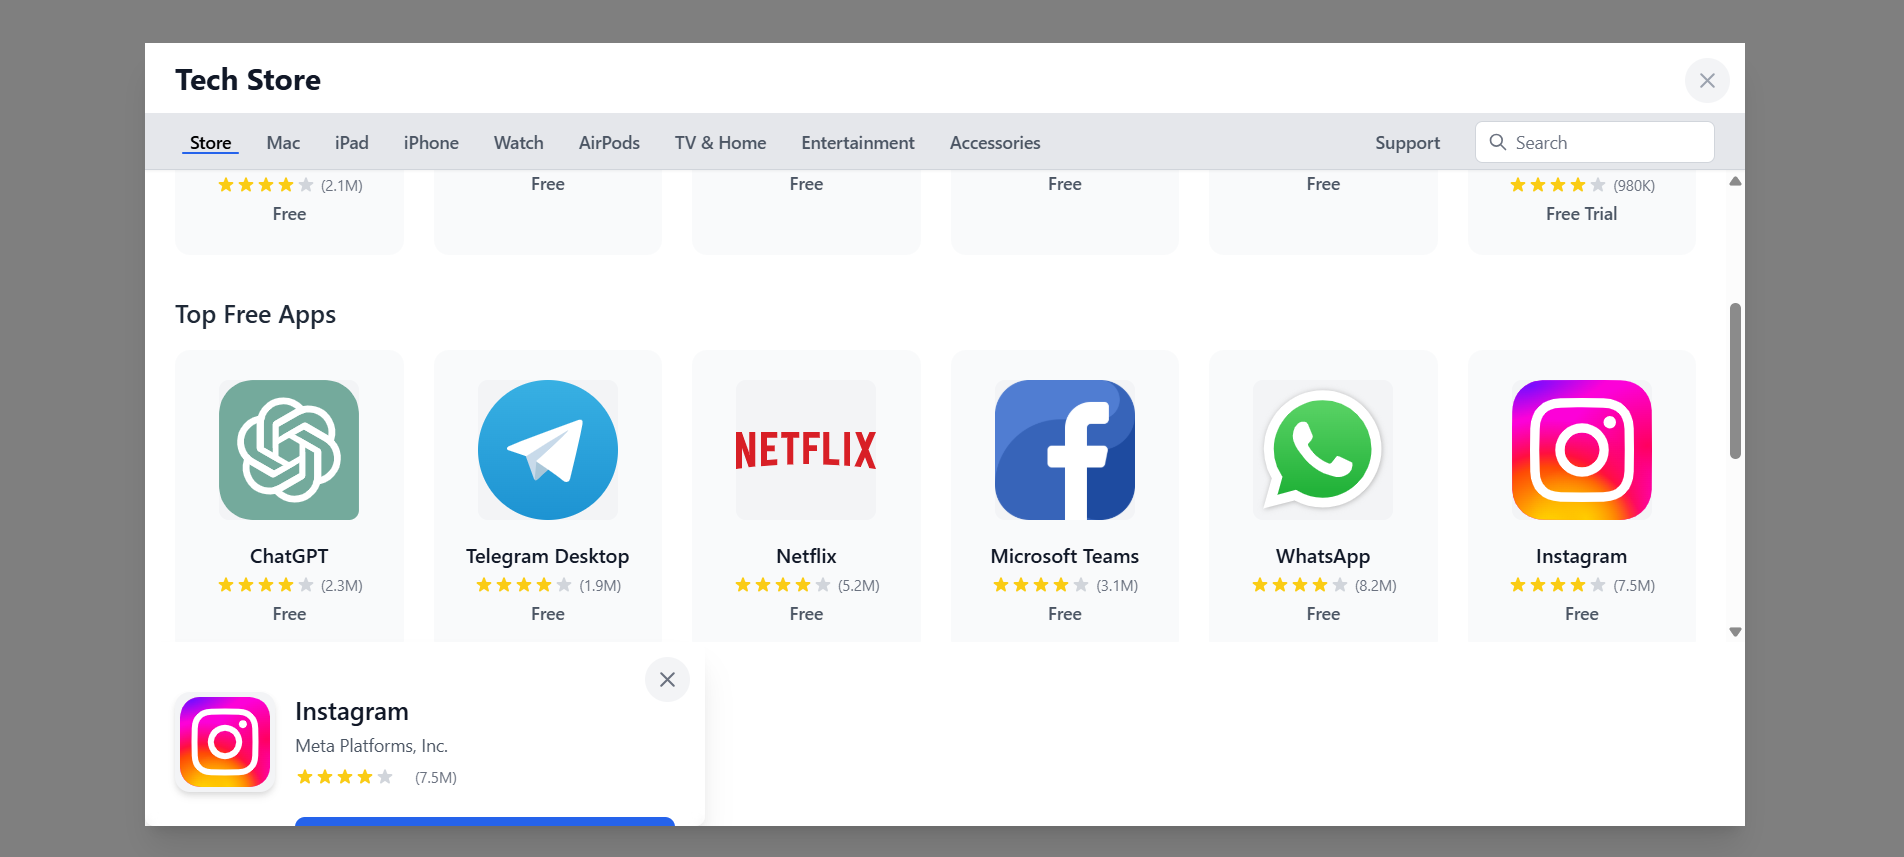 Tech Store
Store Mac iPad iPhone Watch AirPods TV & Home Entertainment Accessories Support Search
(2.1M) (980K)
Free Free Free Free Free Free Trial
Top Free Apps
NETFLIX
ChatGPT Telegram Desktop Netflix Microsoft Teams WhatsApp Instagram
(2.3M) (1.9M) (5.2M) (3.1M) (8.2M) (7.5M)
Free Free Free Free Free Free
Instagram
Meta Platforms, Inc.
(7.5M)